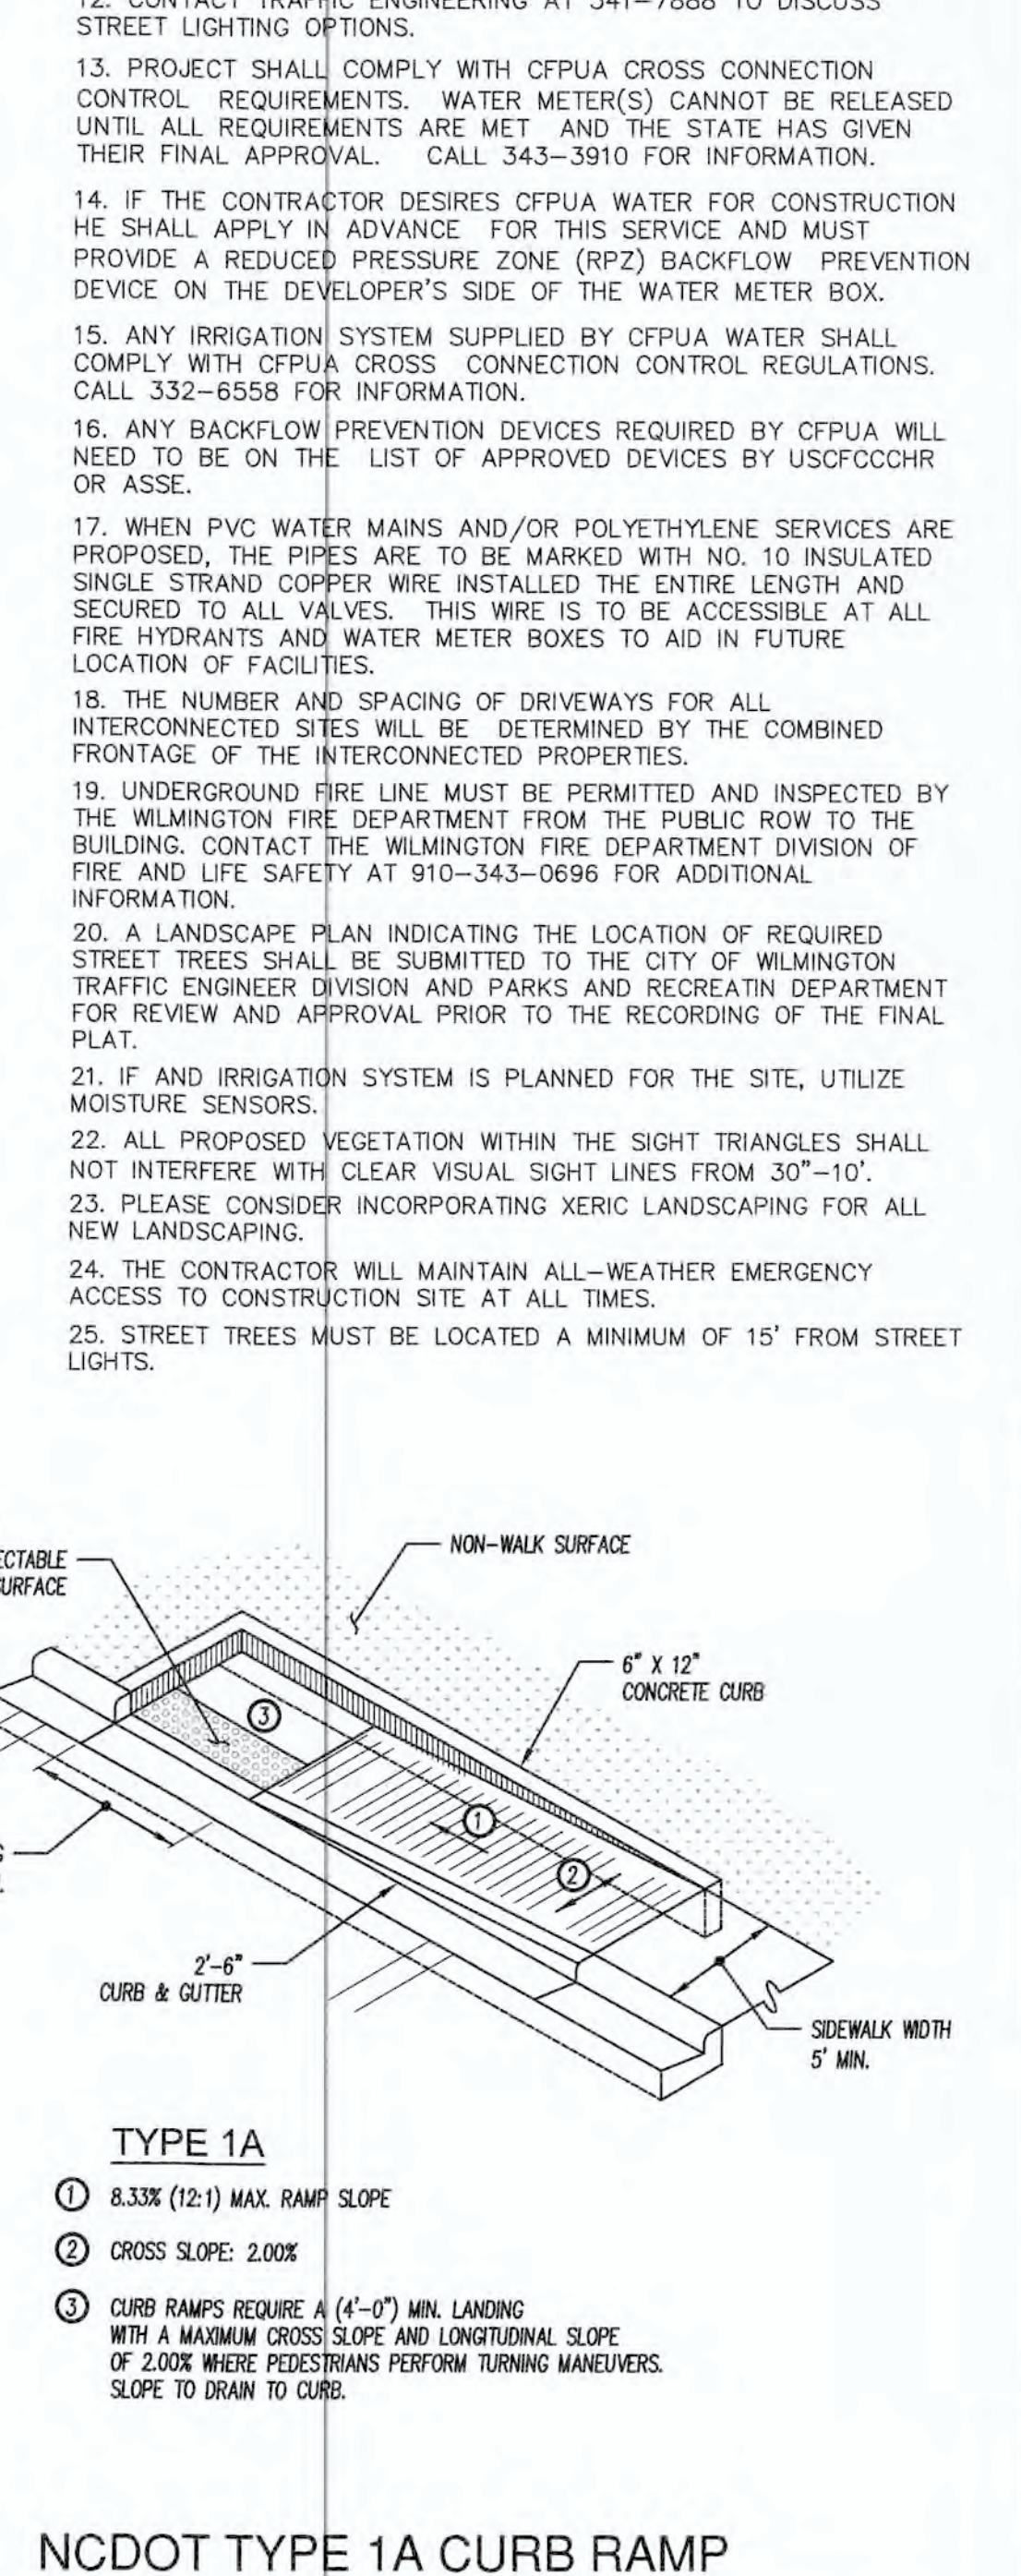 12. CONTACT TRAFFIC ENGINEERING AT 341-7888 TO DISCUSS
STREET LIGHTING OPTIONS.
13. PROJECT SHALL COMPLY WITH CFPUA CROSS CONNECTION
CONTROL REQUIREMENTS. WATER METER(S) CANNOT BE RELEASED
UNTIL ALL REQUIREMENTS ARE MET AND THE STATE HAS GIVEN
THEIR FINAL APPROVAL. CALL 343-3910 FOR INFORMATION.
14. IF THE CONTRACTOR DESIRES CFPUA WATER FOR CONSTRUCTION
HE SHALL APPLY IN ADVANCE FOR THIS SERVICE AND MUST
PROVIDE A REDUCED PRESSURE ZONE (RPZ) BACKFLOW PREVENTION
DEVICE ON THE DEVELOPER'S SIDE OF THE WATER METER BOX.
15. ANY IRRIGATION SYSTEM SUPPLIED BY CFPUA WATER SHALL
COMPLY WITH CFPUA CROSS CONNECTION CONTROL REGULATIONS.
CALL 332-6558 FOR INFORMATION.
16. ANY BACKFLOW PREVENTION DEVICES REQUIRED BY CFPUA WILL
NEED TO BE ON THE LIST OF APPROVED DEVICES BY USCFCCCHR
OR ASSE.
17. WHEN PVC WATER MAINS AND/OR POLYETHYLENE SERVICES ARE
PROPOSED, THE PIPES ARE TO BE MARKED WITH NO. 10 INSULATED
SINGLE STRAND COPPER WIRE INSTALLED THE ENTIRE LENGTH AND
SECURED TO ALL VALVES. THIS WIRE IS TO BE ACCESSIBLE AT ALL
FIRE HYDRANTS AND WATER METER BOXES TO AID IN FUTURE
LOCATION OF FACILITIES.
18. THE NUMBER AND SPACING OF DRIVEWAYS FOR ALL
INTERCONNECTED SITES WILL BE DETERMINED BY THE COMBINED
FRONTAGE OF THE INTERCONNECTED PROPERTIES.
19. UNDERGROUND FIRE LINE MUST BE PERMITTED AND INSPECTED BY
THE WILMINGTON FIRE DEPARTMENT FROM THE PUBLIC ROW TO THE
BUILDING. CONTACT THE WILMINGTON FIRE DEPARTMENT DIVISION OF
FIRE AND LIFE SAFETY AT 910-343-0696 FOR ADDITIONAL
INFORMATION.
20. A LANDSCAPE PLAN INDICATING THE LOCATION OF REQUIRED
STREET TREES SHALL BE SUBMITTED TO THE CITY OF WILMINGTON
TRAFFIC ENGINEER DIVISION AND PARKS AND RECREATIN DEPARTMENT
FOR REVIEW AND APPROVAL PRIOR TO THE RECORDING OF THE FINAL
PLAT.
21. IF AND IRRIGATION SYSTEM IS PLANNED FOR THE SITE, UTILIZE
MOISTURE SENSORS.
22. ALL PROPOSED VEGETATION WITHIN THE SIGHT TRIANGLES SHALL
NOT INTERFERE WITH CLEAR VISUAL SIGHT LINES FROM 30"-10'.
23. PLEASE CONSIDER INCORPORATING XERIC LANDSCAPING FOR ALL
NEW LANDSCAPING.
24. THE CONTRACTOR WILL MAINTAIN ALL-WEATHER EMERGENCY
ACCESS TO CONSTRUCTION SITE AT ALL TIMES.
25. STREET TREES MUST BE LOCATED A MINIMUM OF 15' FROM STREET
LIGHTS.
NON-WALK SURFACE
ECTABLE
URFACE
6" X 12"
CONCRETE CURB
3
1
2
2'-6"
CURB & GUTTER
SIDEWALK WIDTH
5' MIN.
TYPE 1A
1 8.33% (12:1) MAX. RAMP SLOPE
2 CROSS SLOPE: 2.00%
3 CURB RAMPS REQUIRE A (4'-0") MIN. LANDING
WITH A MAXIMUM CROSS SLOPE AND LONGITUDINAL SLOPE
OF 2.00% WHERE PEDESTRIANS PERFORM TURNING MANEUVERS.
SLOPE TO DRAIN TO CURB.
NCDOT TYPE 1A CURB RAMP